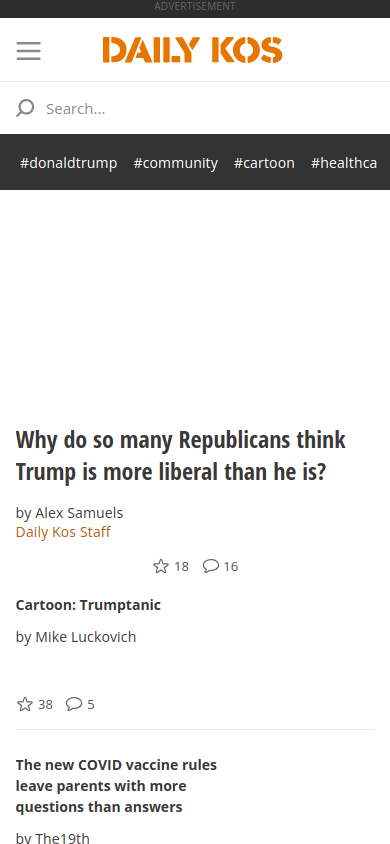 ADVERTISEMENT
DAILY KOS
Search...
#donaldtrump #community #cartoon #healthca
Why do so many Republicans think
Trump is more liberal than he is?
by Alex Samuels
Daily Kos Staff
18 16
Cartoon: Trumptanic
by Mike Luckovich
38 5
The new COVID vaccine rules
leave parents with more
questions than answers
by The19th